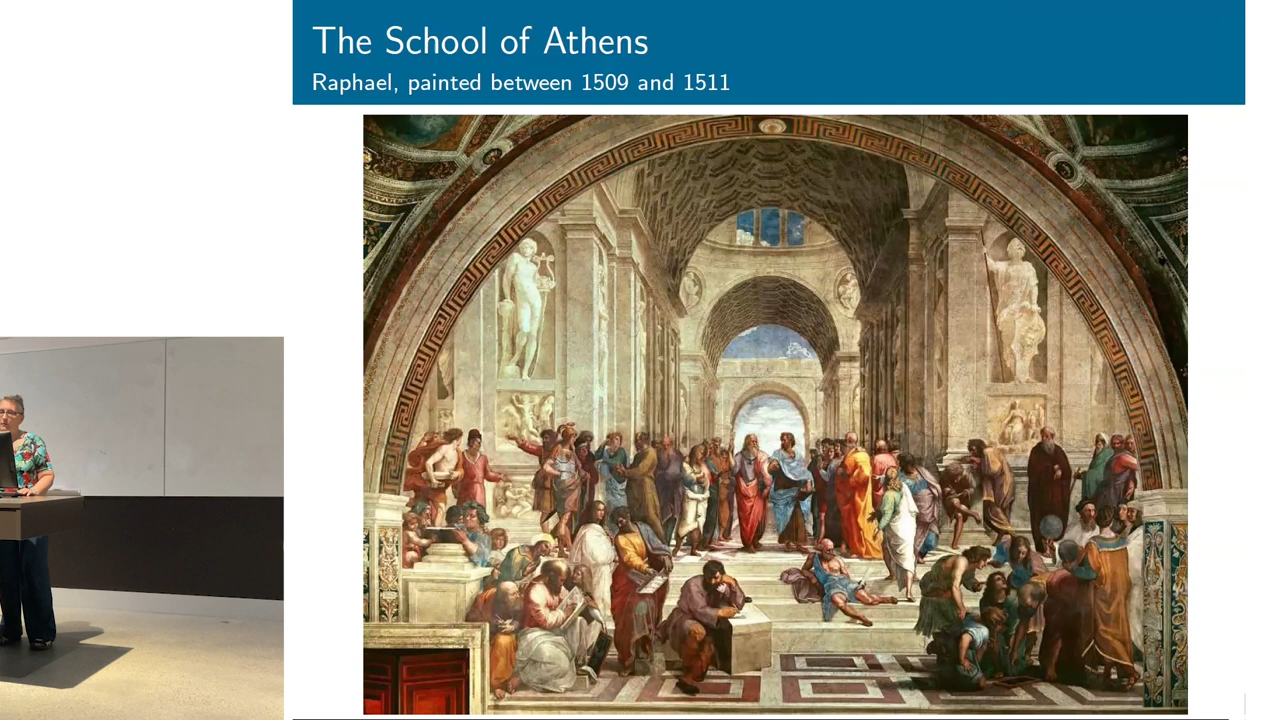 The School of Athens
Raphael, painted between 1509 and 1511